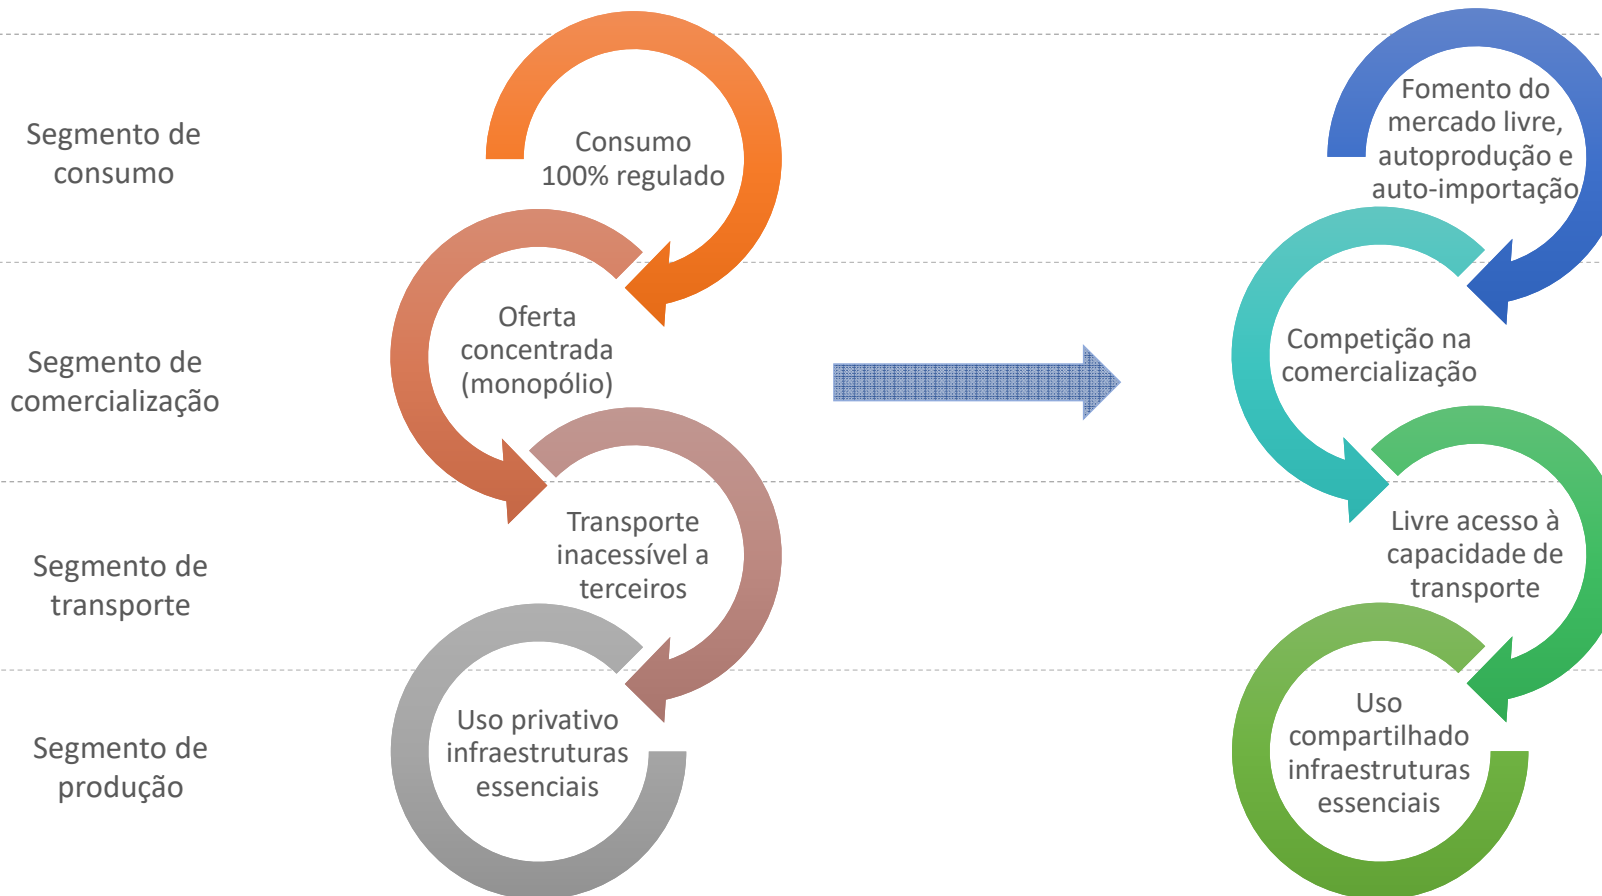 Segmento de
consumo
Consumo
100% regulado
Fomento do
mercado livre,
autoprodução e
auto-importação
Segmento de
comercialização
Oferta
concentrada
(monopólio)
Competição na
comercialização
Segmento de
transporte
Transporte
inacessível a
terceiros
Livre acesso à
capacidade de
transporte
Segmento de
produção
Uso privativo
infraestruturas
essenciais
Uso
compartilhado
infraestruturas
essenciais